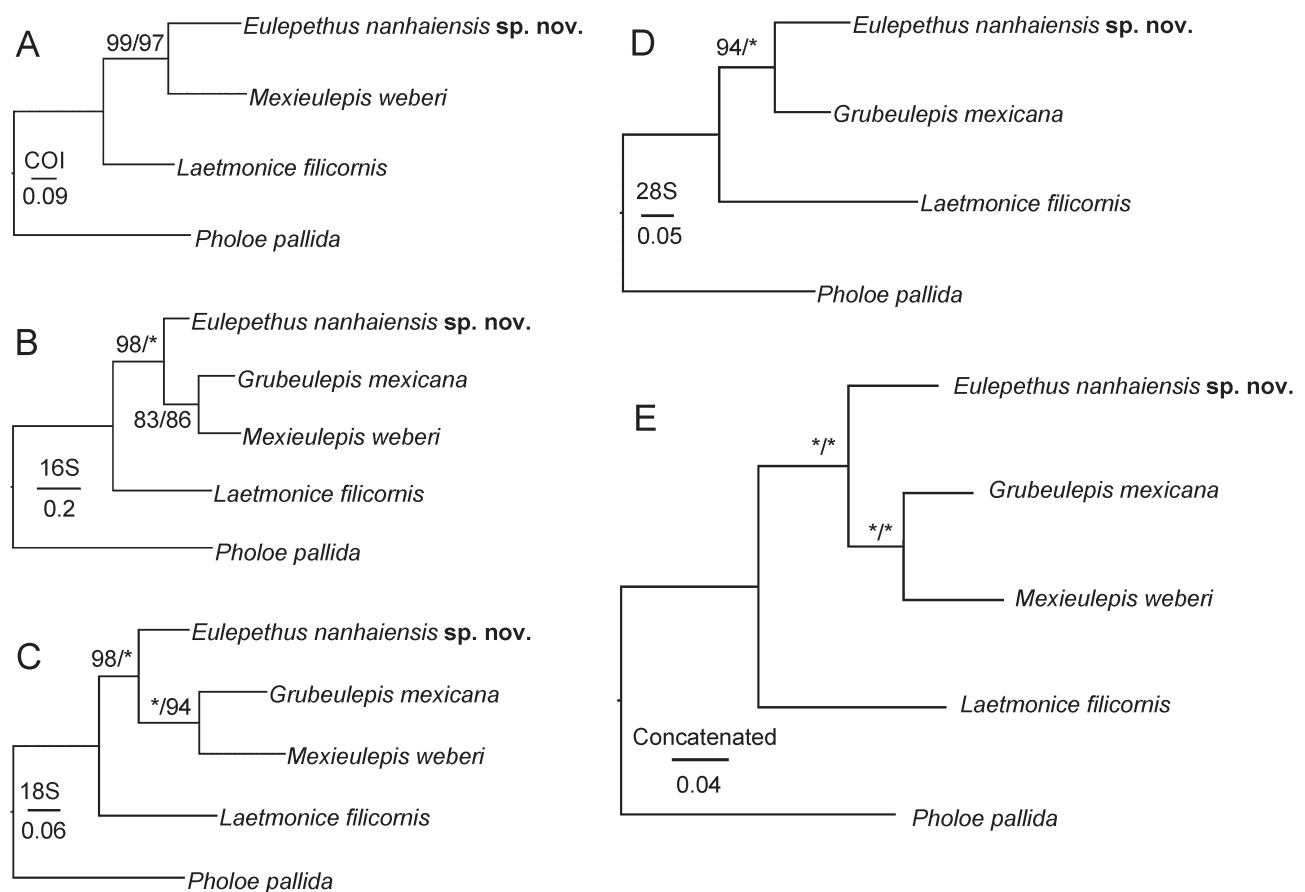 A
99/97
Eulepethus nanhaiensis sp. nov.
Mexieulepis weberi
COI
0.09
Laetmonice filicornis
Pholoe pallida
B
98/*
Eulepethus nanhaiensis sp. nov.
Grubeulepis mexicana
83/86
Mexieulepis weberi
16S
0.2
Laetmonice filicornis
Pholoe pallida
C
98/*
Eulepethus nanhaiensis sp. nov.
*/94
Grubeulepis mexicana
Mexieulepis weberi
18S
0.06
Laetmonice filicornis
Pholoe pallida
D
94/*
Eulepethus nanhaiensis sp. nov.
Grubeulepis mexicana
28S
0.05
Laetmonice filicornis
Pholoe pallida
E
*/*
Eulepethus nanhaiensis sp. nov.
*/*
Grubeulepis mexicana
Mexieulepis weberi
Laetmonice filicornis
Concatenated
0.04
Pholoe pallida